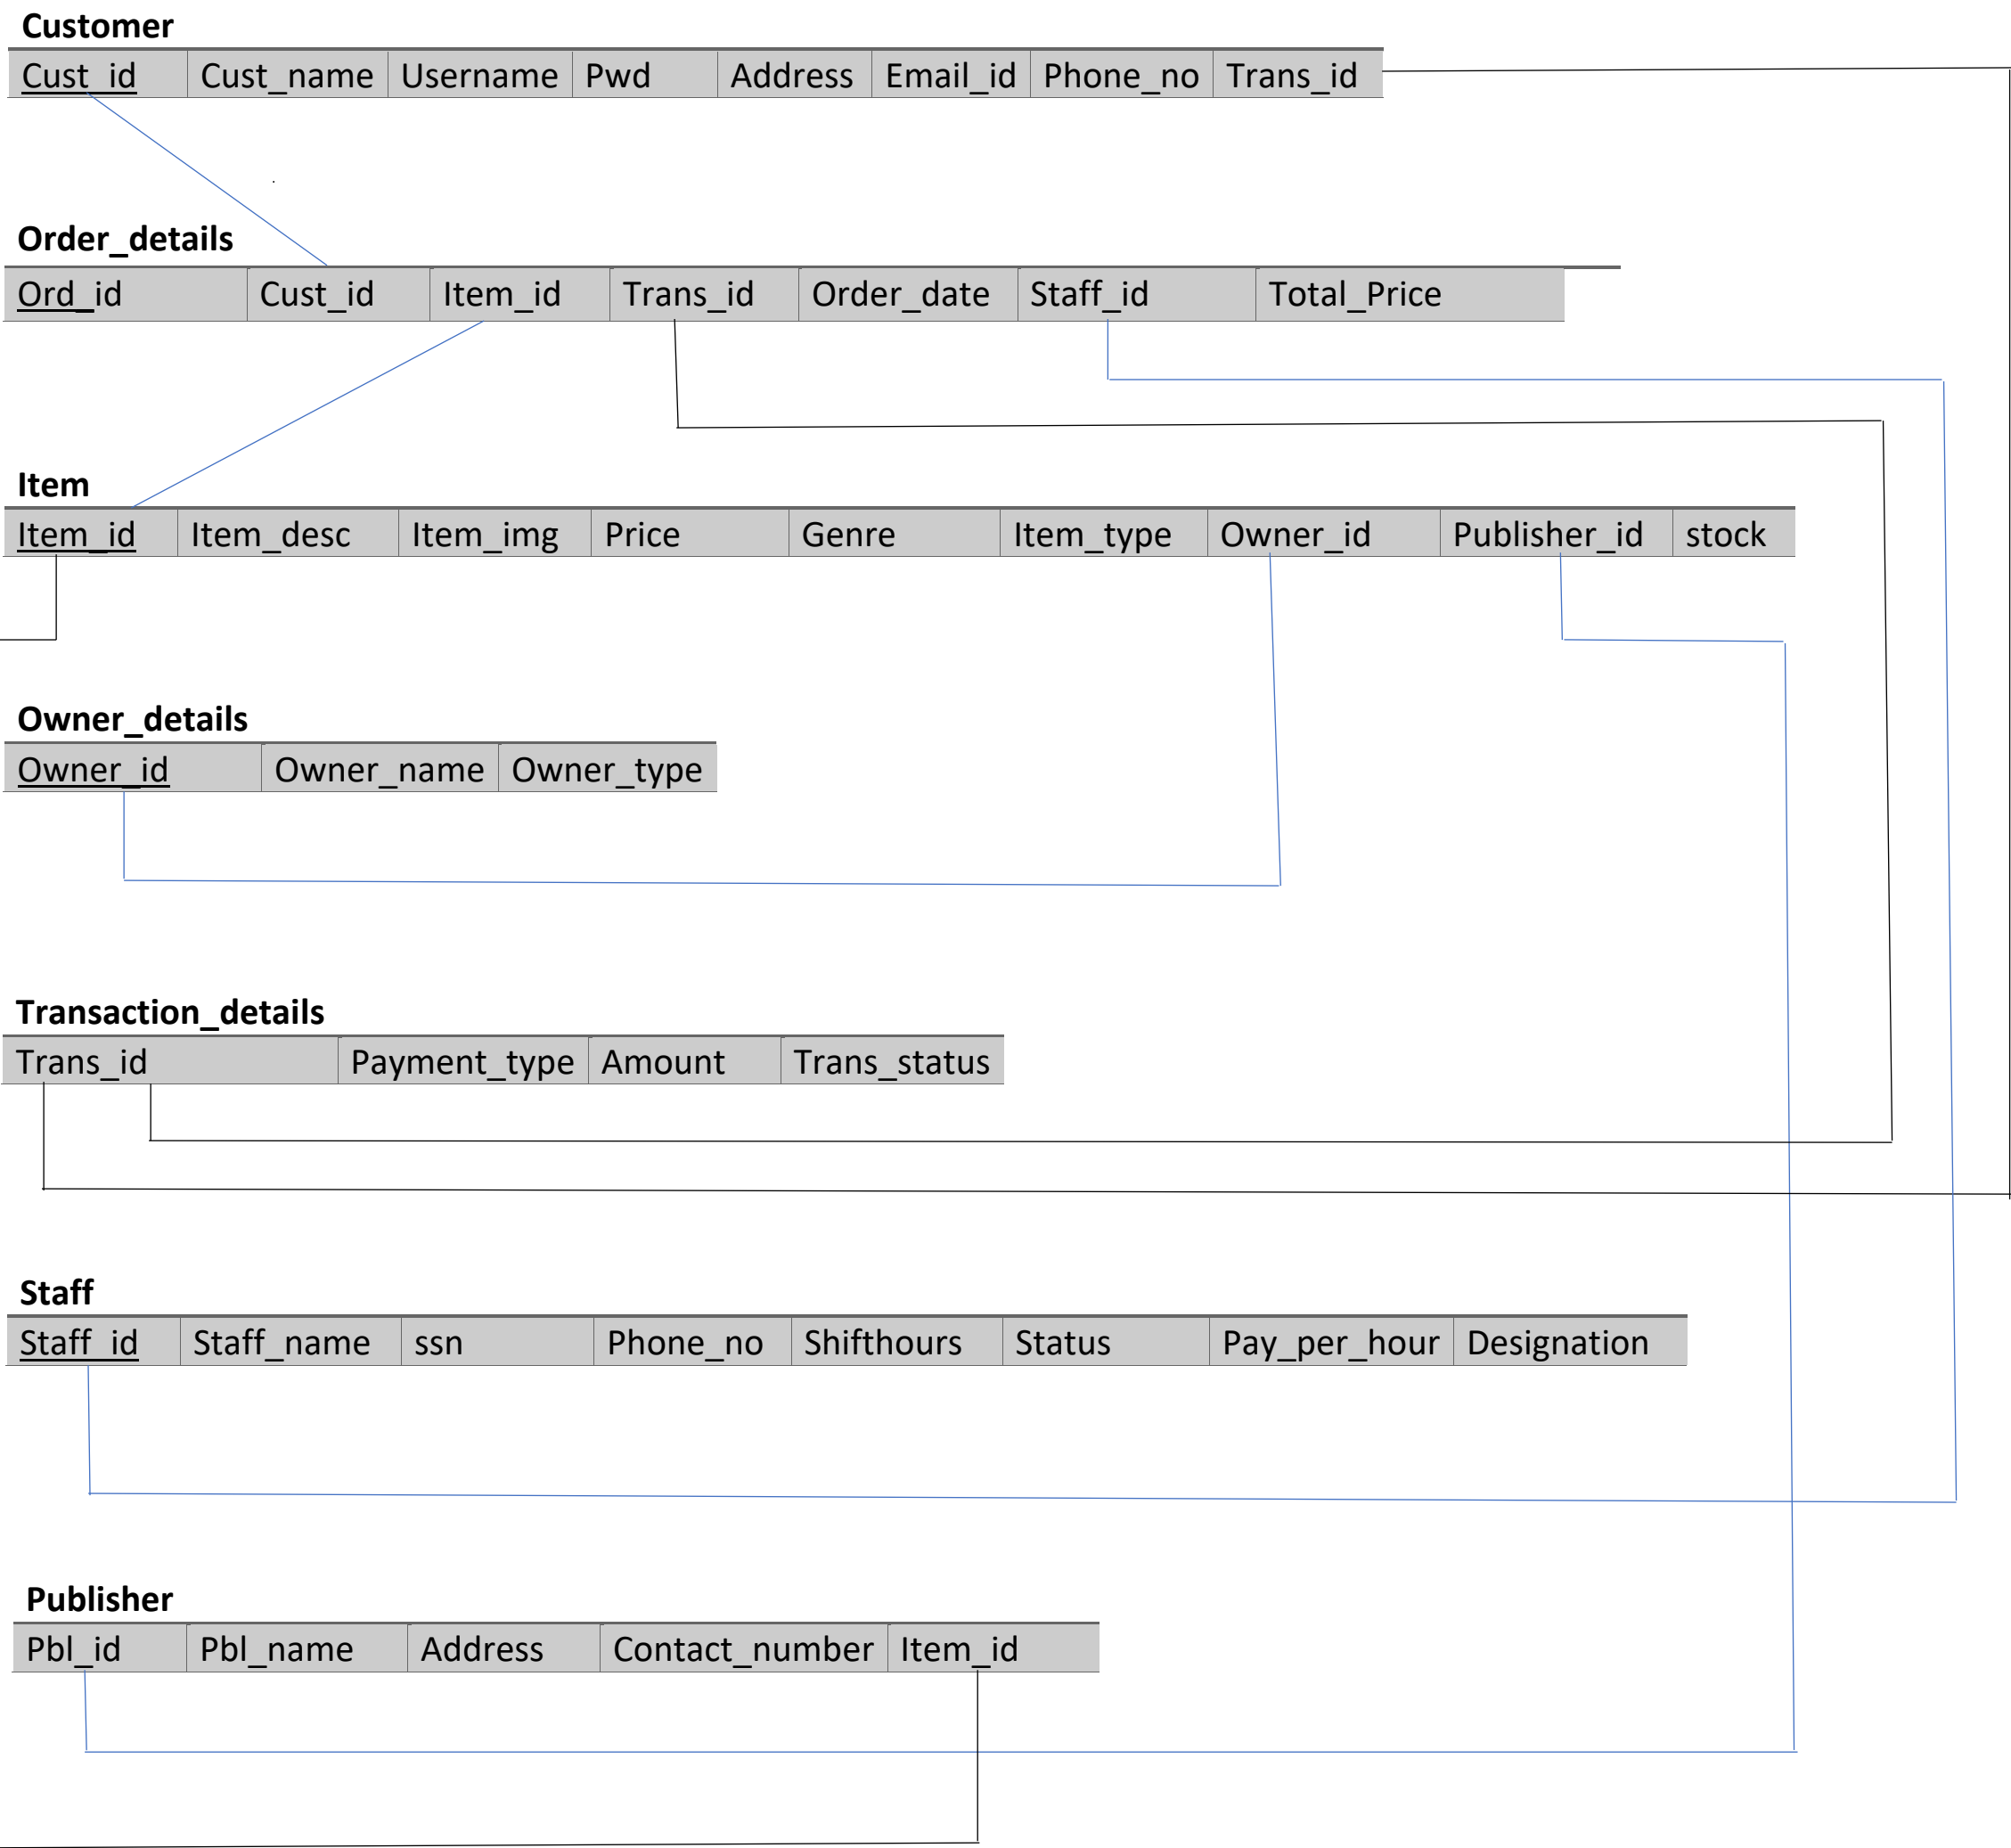 Customer
Cust_id Cust_name Username Pwd Address Email_id Phone_no Trans_id
Order_details
Ord_id Cust_id Item_id Trans_id Order_date Staff_id Total_Price
Item
Item_id Item_desc Item_img Price Genre Item_type Owner_id Publisher_id stock
Owner_details
Owner_id Owner_name Owner_type
Transaction_details
Trans_id Payment_type Amount Trans_status
Staff
Staff_id Staff_name ssn Phone_no Shifthours Status Pay_per_hour Designation
Publisher
Pbl_id Pbl_name Address Contact_number Item_id